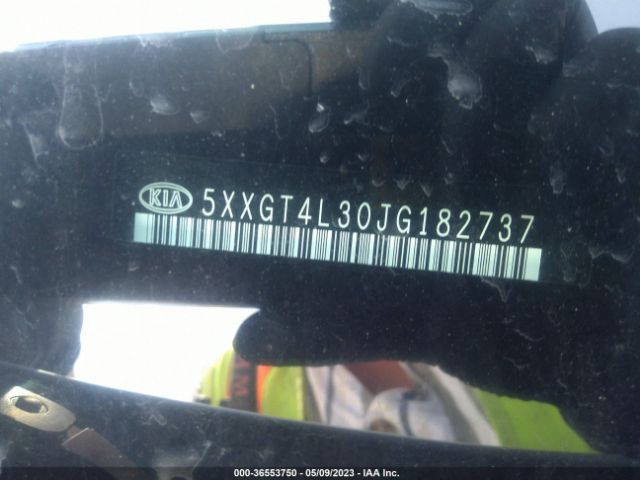 KIA 5XXGT4L30JG182737
000 - 36553750 - 05/09/2023 - IAA Inc.